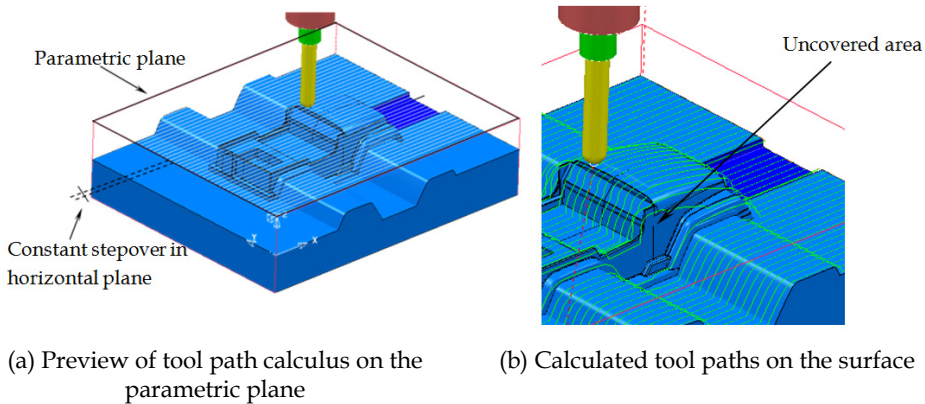 Parametric plane
Constant stepover in
horizontal plane
Y
X
Uncovered area
(a) Preview of tool path calculus on the
parametric plane
(b) Calculated tool paths on the surface